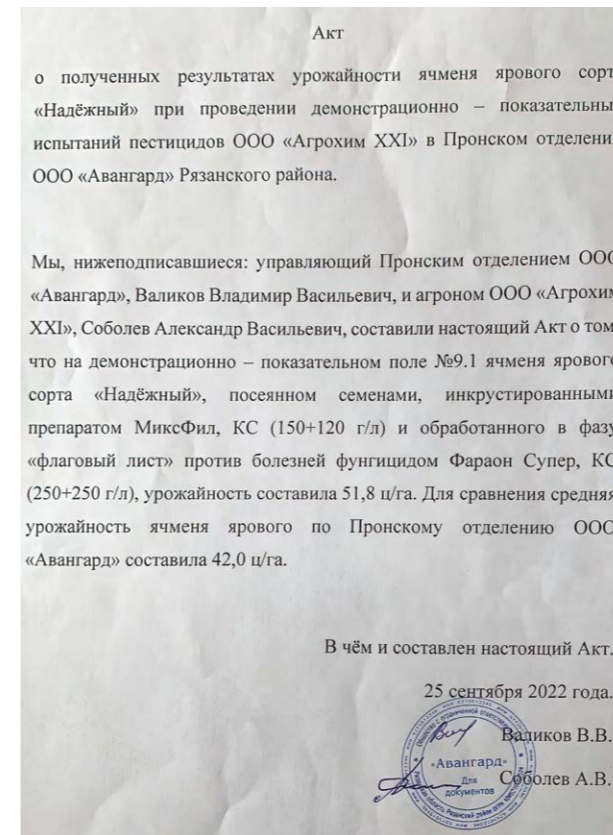 Акт
о полученных результатах урожайности ячменя ярового сорт
«Надёжный» при проведении демонстрационно – показательны
испытаний пестицидов ООО «Агрохим XXI» в Пронском отделени
ООО «Авангард» Рязанского района.
Мы, нижеподписавшиеся: управляющий Пронским отделением ООО
«Авангард», Валиков Владимир Васильевич, и агроном ООО «Агрохим
XXI», Соболев Александр Васильевич, составили настоящий Акт о том,
что на демонстрационно – показательном поле №9.1 ячменя ярового
сорта «Надёжный», посеянном семенами, инкрустированными
препаратом МиксФил, КС (150+120 г/л) и обработанного в фазу
«флаговый лист» против болезней фунгицидом Фараон Супер, КС
(250+250 г/л), урожайность составила 51,8 ц/га. Для сравнения средняя
урожайность ячменя ярового по Пронскому отделению ООО
«Авангард» составила 42,0 ц/га.
В чём и составлен настоящий Акт.
25 сентября 2022 года.
Валиков В.В.
Соболев А.В.
«Авангард»
Для
документов